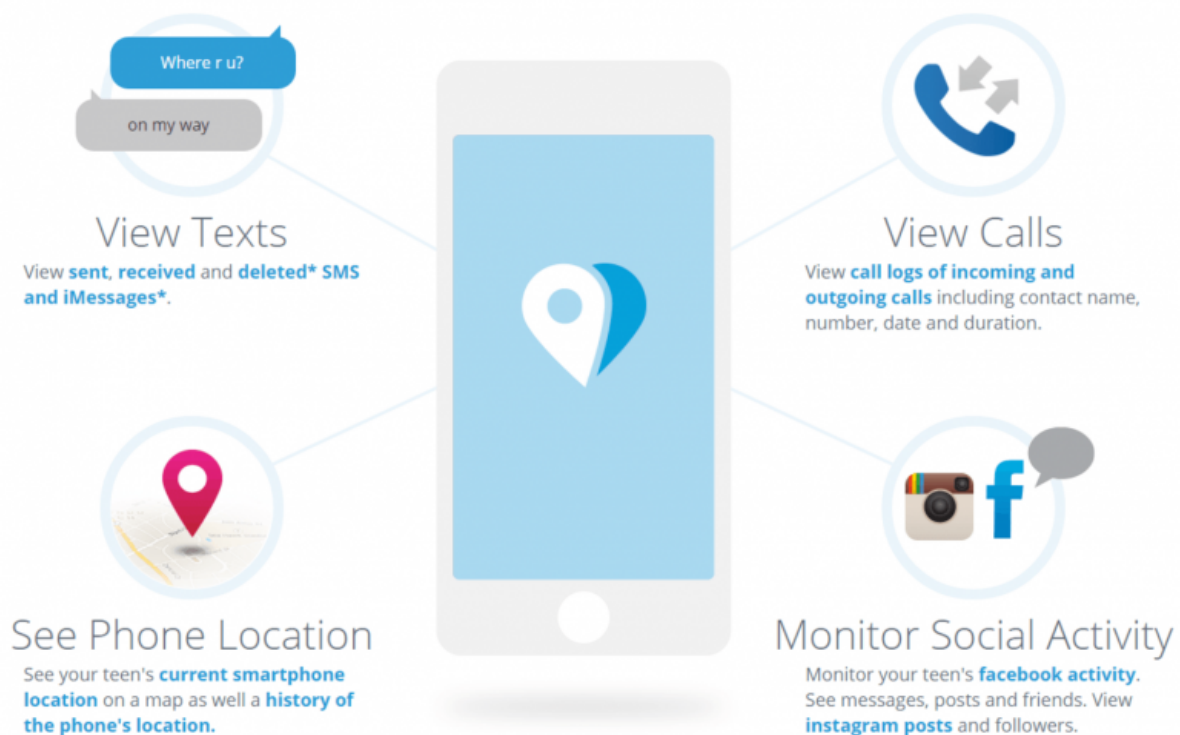 Where r u?
on my way
View Texts
View sent, received and deleted* SMS
and iMessages*.
View Calls
View call logs of incoming and
outgoing calls including contact name,
number, date and duration.
See Phone Location
See your teen's current smartphone
location on a map as well a history of
the phone's location.
Monitor Social Activity
Monitor your teen's facebook activity.
See messages, posts and friends. View
instagram posts and followers.